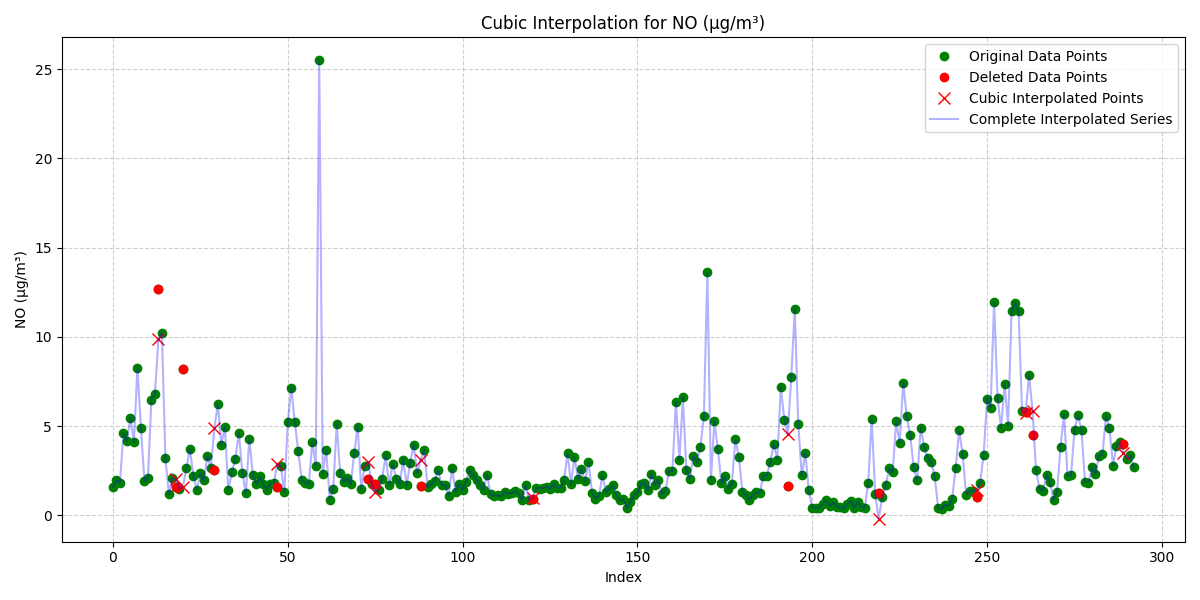 Cubic Interpolation for NO (µg/m³)
NO (µg/m³)
25
20
15
10
5
0
Original Data Points
Deleted Data Points
Cubic Interpolated Points
Complete Interpolated Series
0 50 100 150 200 250 300
Index